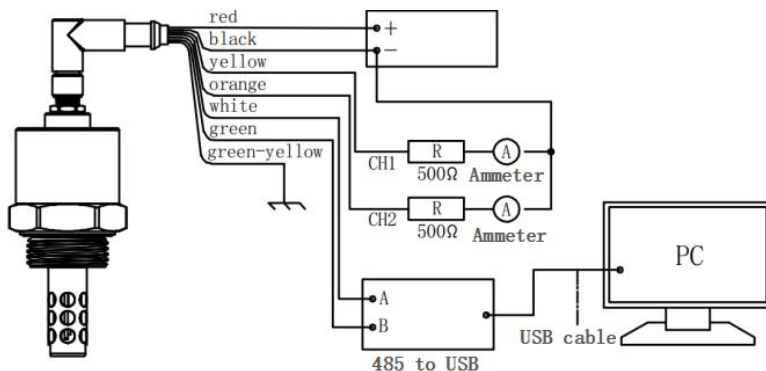 red
+
black
−
yellow
orange
white
green
green-yellow
CH1
R
A
500Ω
Ammeter
CH2
R
A
500Ω
Ammeter
PC
A
B
USB cable
485 to USB